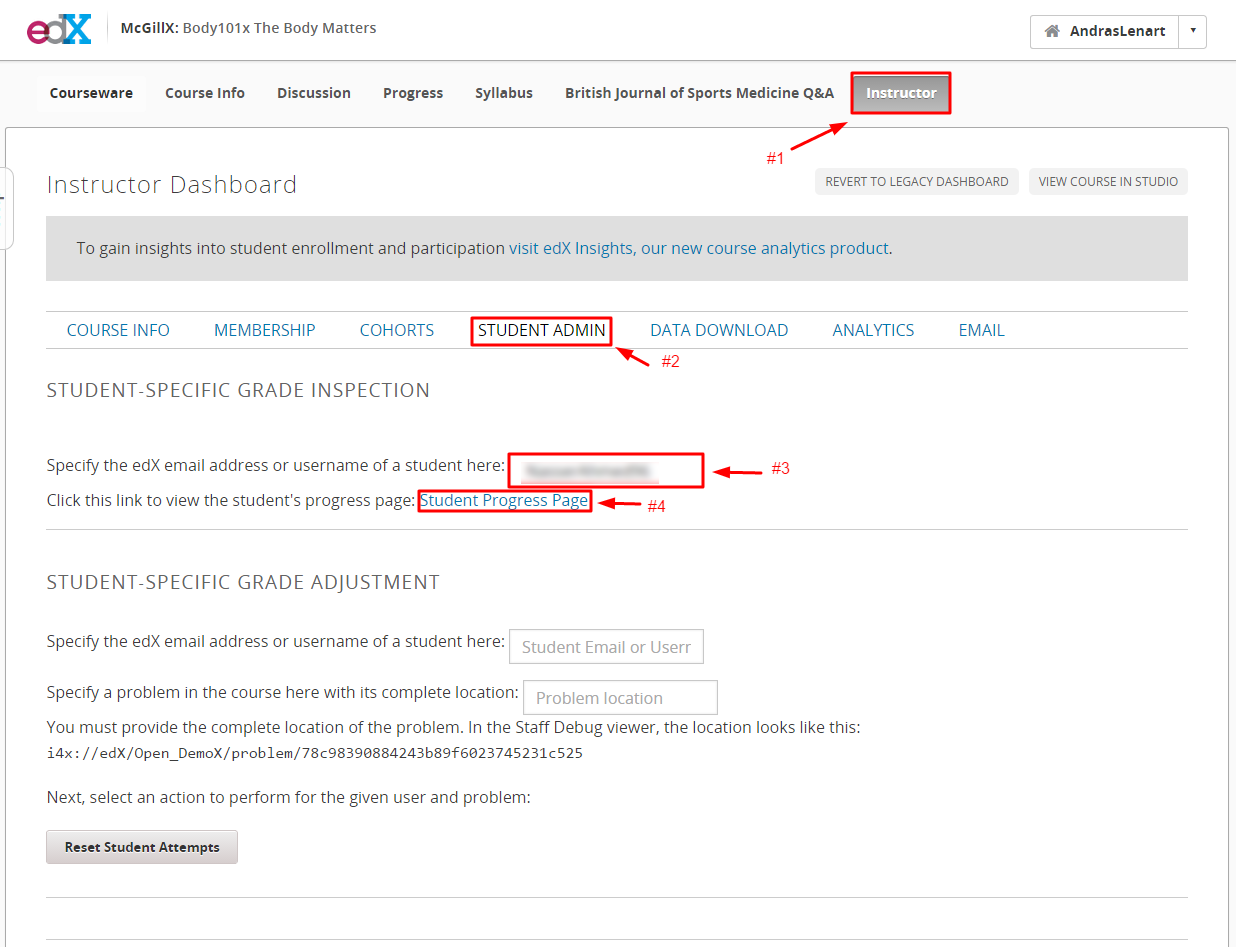 edX McGillX: Body101x The Body Matters AndrasLenart
Courseware Course Info Discussion Progress Syllabus British Journal of Sports Medicine Q&A Instructor
#1
Instructor Dashboard REVERT TO LEGACY DASHBOARD VIEW COURSE IN STUDIO
To gain insights into student enrollment and participation visit edX Insights, our new course analytics product.
COURSE INFO MEMBERSHIP COHORTS STUDENT ADMIN DATA DOWNLOAD ANALYTICS EMAIL
#2
STUDENT-SPECIFIC GRADE INSPECTION
Specify the edX email address or username of a student here: #3
Click this link to view the student's progress page: Student Progress Page #4
STUDENT-SPECIFIC GRADE ADJUSTMENT
Specify the edX email address or username of a student here: Student Email or Userr
Specify a problem in the course here with its complete location: Problem location
You must provide the complete location of the problem. In the Staff Debug viewer, the location looks like this:
i4x://edX/Open_DemoX/problem/78c98390884243b89f6023745231c525
Next, select an action to perform for the given user and problem:
Reset Student Attempts